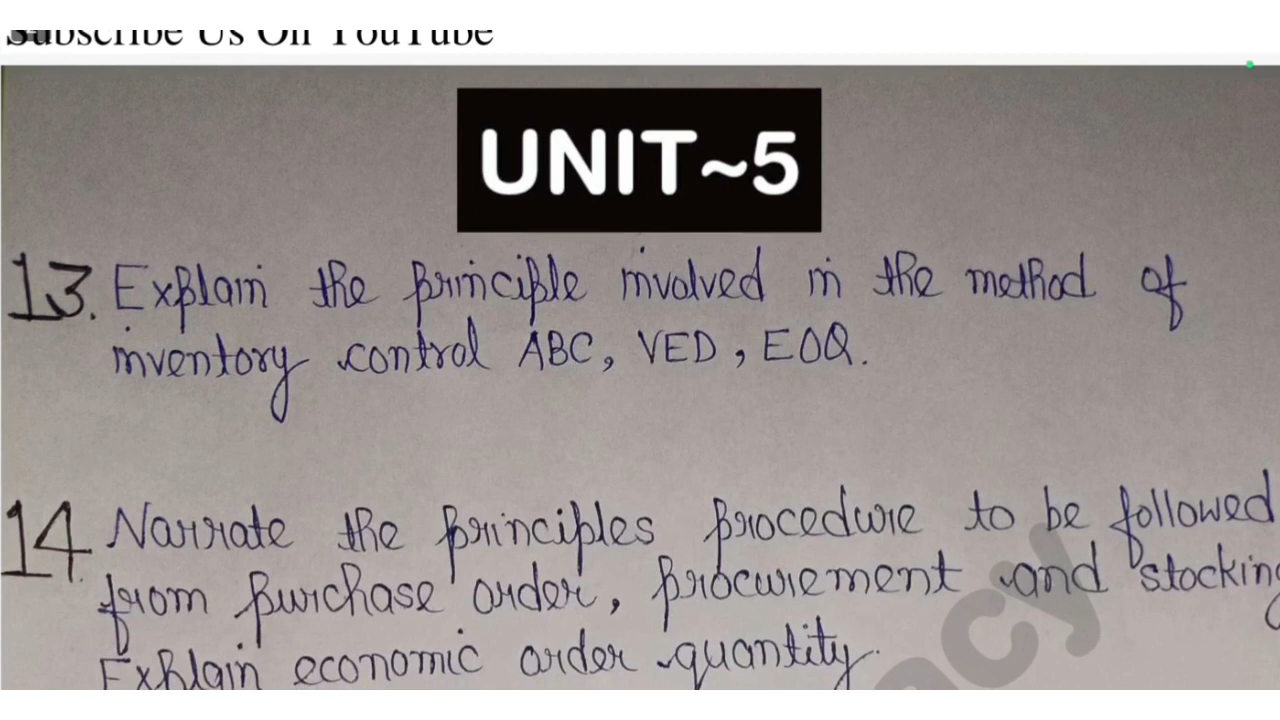 Subscribe Us On YouTube
UNIT~5
13. Explain the principle involved in the method of
inventory control ABC, VED, EOQ.
14. Narrate the principles procedure to be followed
from purchase order, procurement and stocking
Explain economic order quantity.